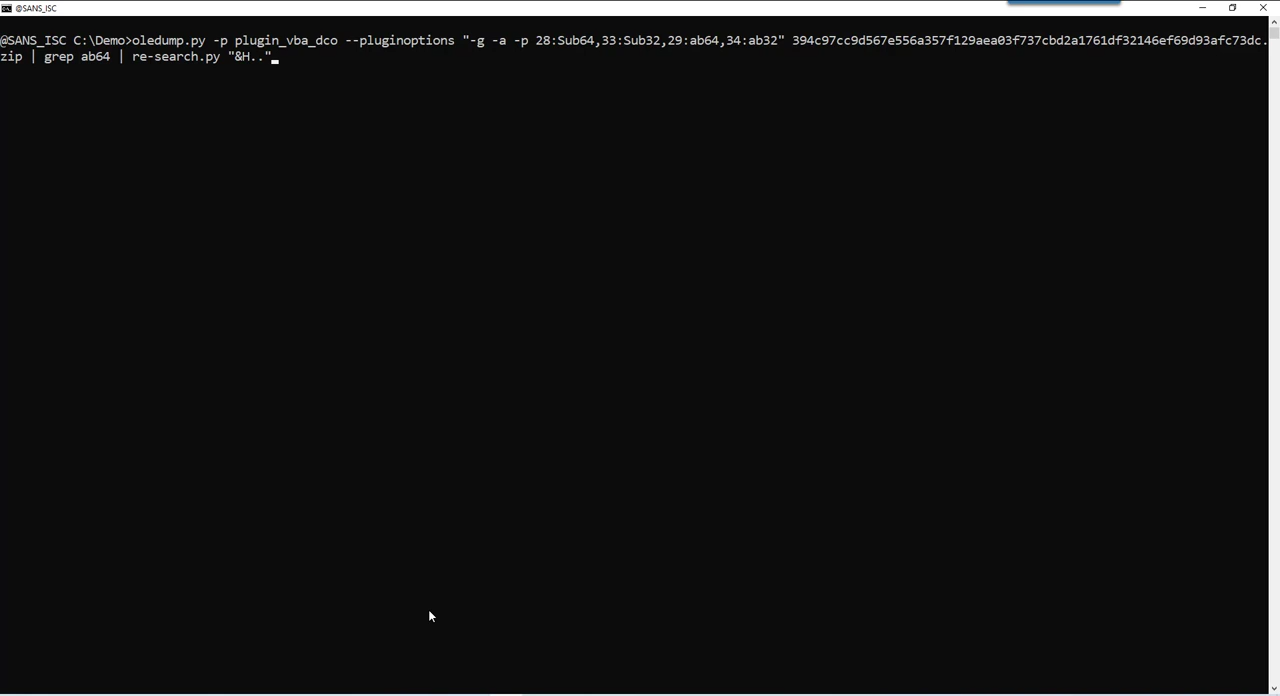 @SANS_ISC
@SANS_ISC C:\Demo>oledump.py -p plugin_vba_dco --pluginoptions "-g -a -p 28:Sub64,33:Sub32,29:ab64,34:ab32" 394c97cc9d567e556a357f129aea03f737cbd2a1761df32146ef69d93afc73dc.
zip | grep ab64 | re-search.py "&H.."